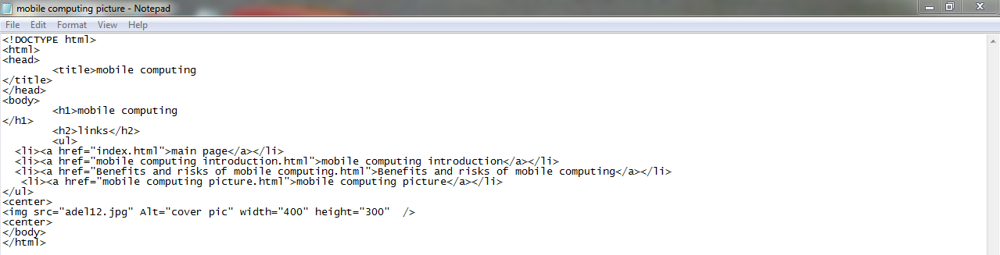 mobile computing picture - Notepad
File Edit Format View Help
<!DOCTYPE html>
<html>
<head>
        <title>mobile computing
</title>
</head>
<body>
        <h1>mobile computing
</h1>
        <h2>links</h2>
        <ul>
  <li><a href="index.html">main page</a></li>
  <li><a href="mobile computing introduction.html">mobile computing introduction</a></li>
  <li><a href="Benefits and risks of mobile computing.html">Benefits and risks of mobile computing</a></li>
   <li><a href="mobile computing picture.html">mobile computing picture</a></li>
</ul>
<center>
<img src="adel12.jpg" Alt="cover pic" width="400" height="300"  />
<center>
</body>
</html>